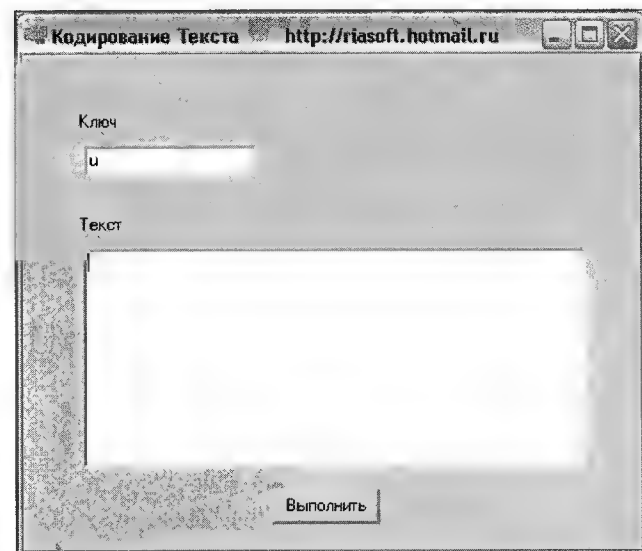 Кодирование Текста http://riasoft.hotmail.ru
Ключ
u
Текст
Выполнить